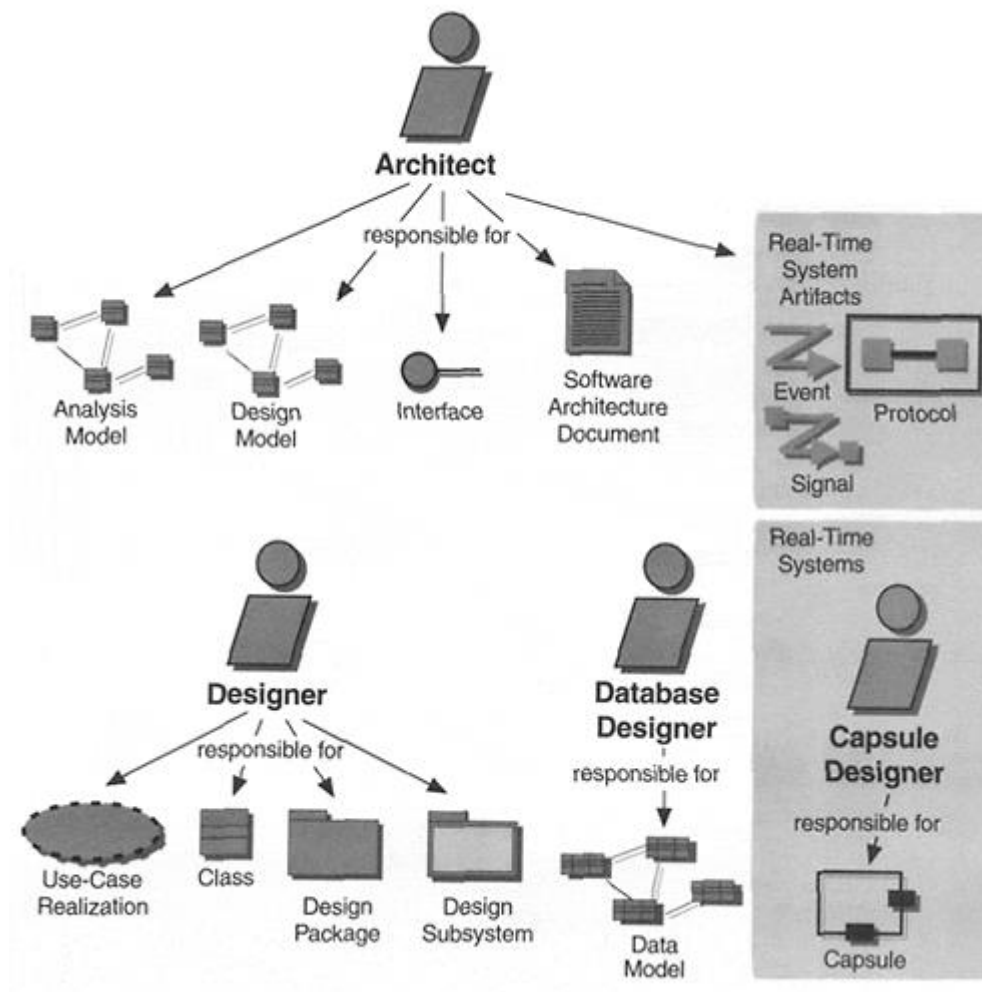 Architect
responsible for
Analysis
Model
Design
Model
Interface
Software
Architecture
Document
Real-Time
System
Artifacts
Event
Protocol
Signal
Designer
responsible for
Use-Case
Realization
Class
Design
Package
Design
Subsystem
Database
Designer
responsible for
Data
Model
Real-Time
Systems
Capsule
Designer
responsible for
Capsule